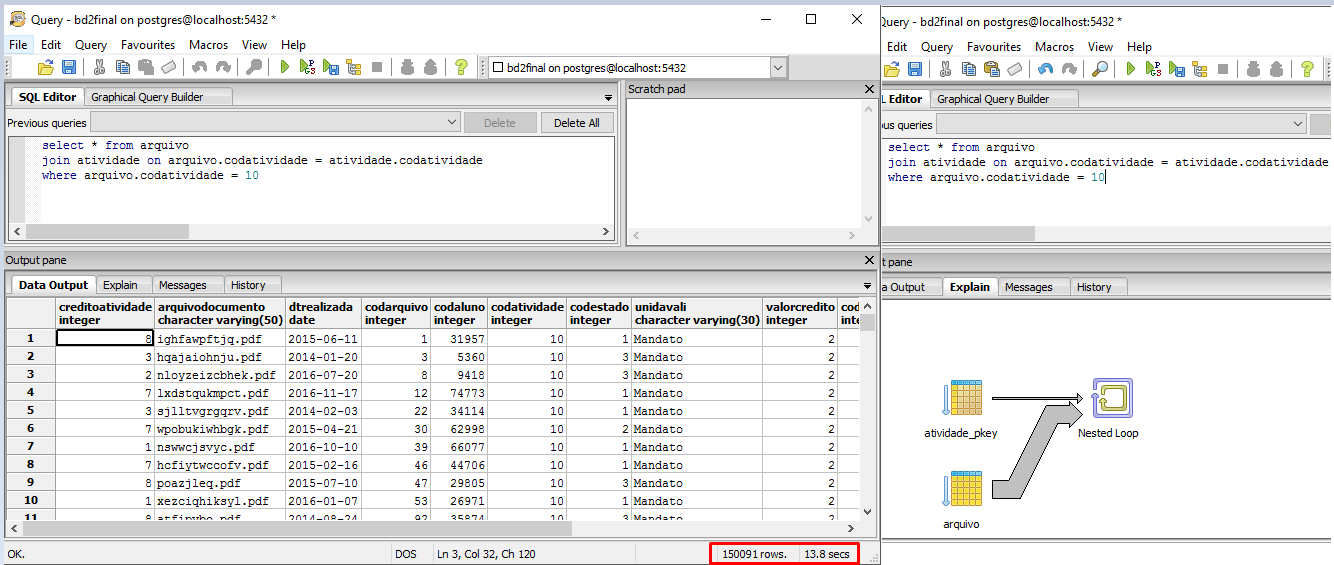 Query - bd2final on postgres@localhost:5432 *
File Edit Query Favourites Macros View Help
bd2final on postgres@localhost:5432
SQL Editor Graphical Query Builder
Previous queries Delete Delete All
select * from arquivo
join atividade on arquivo.codatividade = atividade.codatividade
where arquivo.codatividade = 10
Scratch pad
Output pane
Data Output Explain Messages History
creditoatividade arquivodocumento dtrealizada codarquivo codaluno codatividade codestado unidavali valorcredito cod
integer character varying(50) date integer integer integer integer character varying(30) integer inte
1 8 ighfawpftjq.pdf 2015-06-11 1 31957 10 1 Mandato 2
2 3 hqajaiohnju.pdf 2014-01-20 3 5360 10 3 Mandato 2
3 2 nloyzeizcbhek.pdf 2016-07-20 8 9418 10 3 Mandato 2
4 7 lxdstqukmpct.pdf 2016-11-17 12 74773 10 1 Mandato 2
5 3 sjlltvgrgqrv.pdf 2014-02-03 22 34114 10 1 Mandato 2
6 7 wpobukiwhbgk.pdf 2015-04-21 30 62998 10 2 Mandato 2
7 1 nswwcjsvyc.pdf 2016-10-10 39 66077 10 1 Mandato 2
8 7 hcfiytwccofv.pdf 2015-02-16 46 44706 10 1 Mandato 2
9 8 poazjleq.pdf 2015-07-10 47 29805 10 3 Mandato 2
10 1 xezciqhiksyl.pdf 2016-01-07 53 26971 10 1 Mandato 2
11 8 2014-08-24 92 35874 10 3 Mandato 2
OK. DOS Ln 3, Col 32, Ch 120 150091 rows. 13.8 secs
Query - bd2final on postgres@localhost:5432 *
Edit Query Favourites Macros View Help
L Editor Graphical Query Builder
us queries
select * from arquivo
join atividade on arquivo.codatividade = atividade.codatividade
where arquivo.codatividade = 10
t pane
a Output Explain Messages History
atividade_pkey
Nested Loop
arquivo